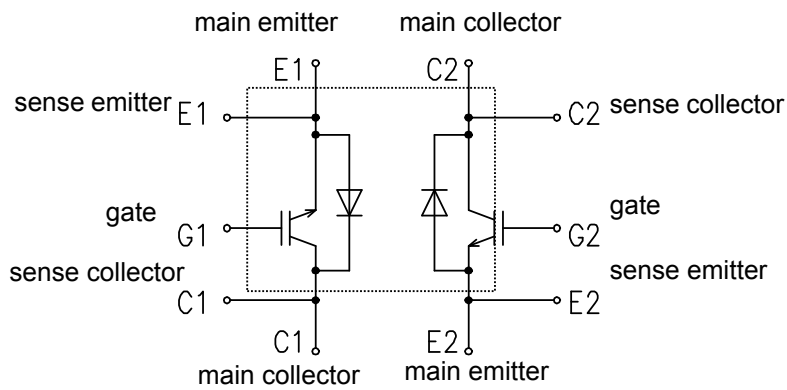 main emitter
main collector
E1
C2
sense emitter
E1
C2
sense collector
gate
G1
gate
G2
sense collector
C1
sense emitter
E2
C1
main collector
E2
main emitter